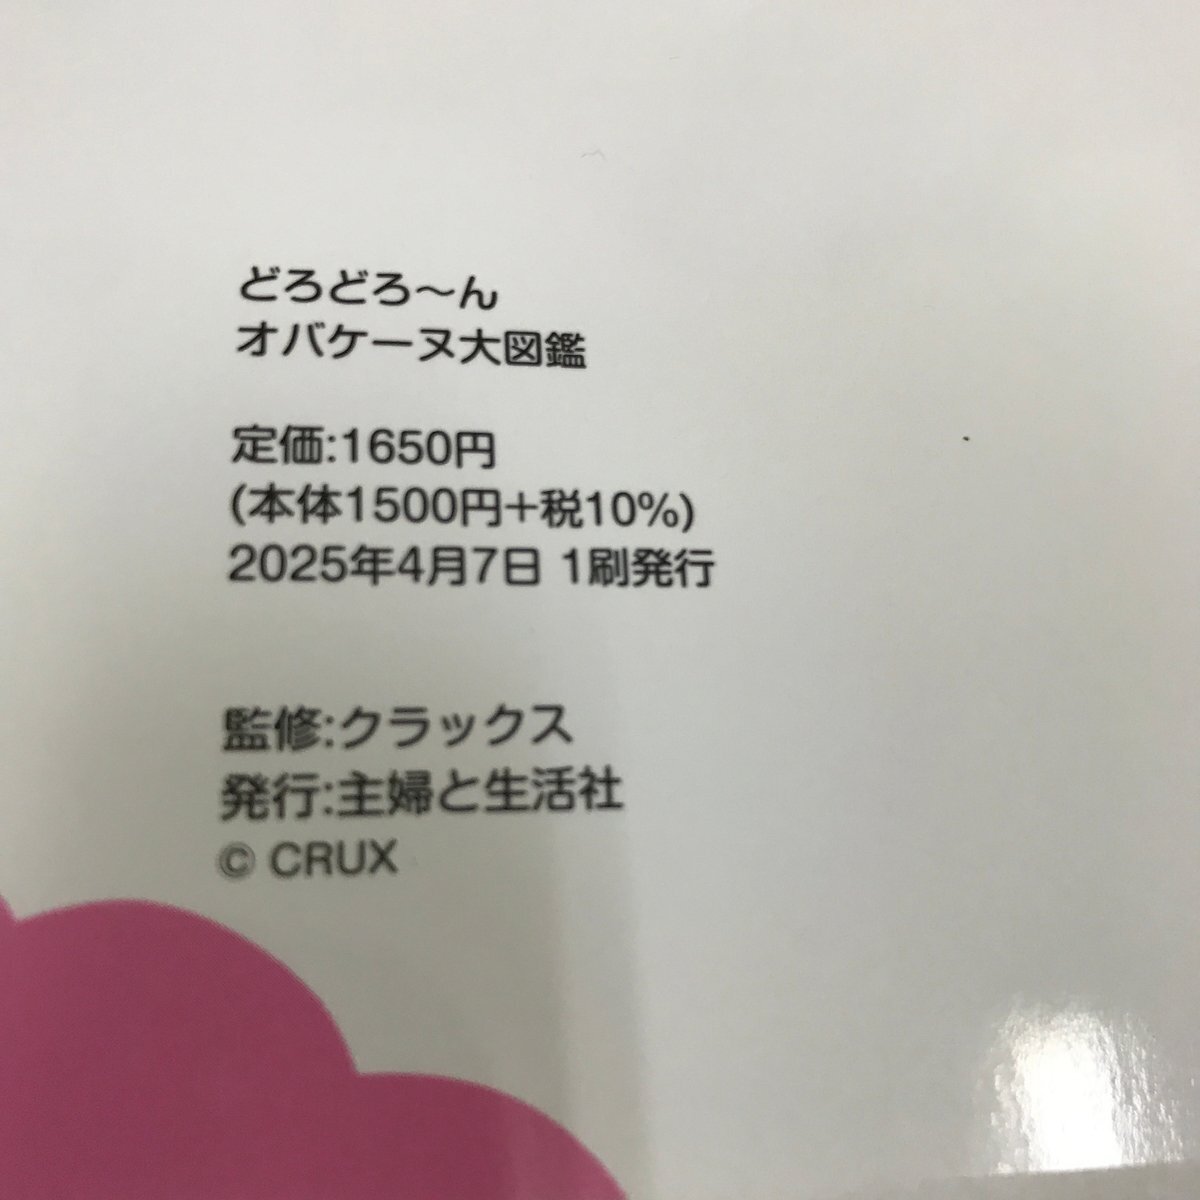 どろどろ〜ん
オバケーヌ大図鑑
定価:1650円
(本体1500円+税10%)
2025年4月7日 1刷発行
監修:クラックス
発行:主婦と生活社
© CRUX